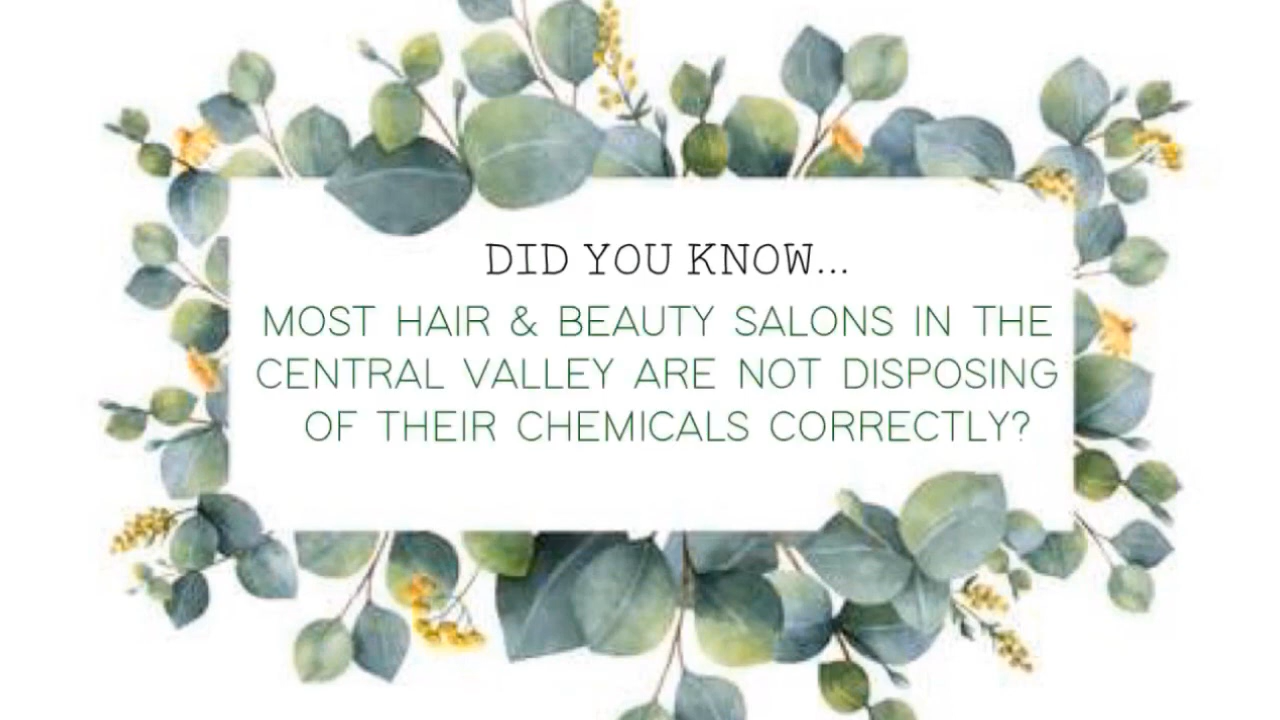 DID YOU KNOW...
MOST HAIR & BEAUTY SALONS IN THE
CENTRAL VALLEY ARE NOT DISPOSING
OF THEIR CHEMICALS CORRECTLY?